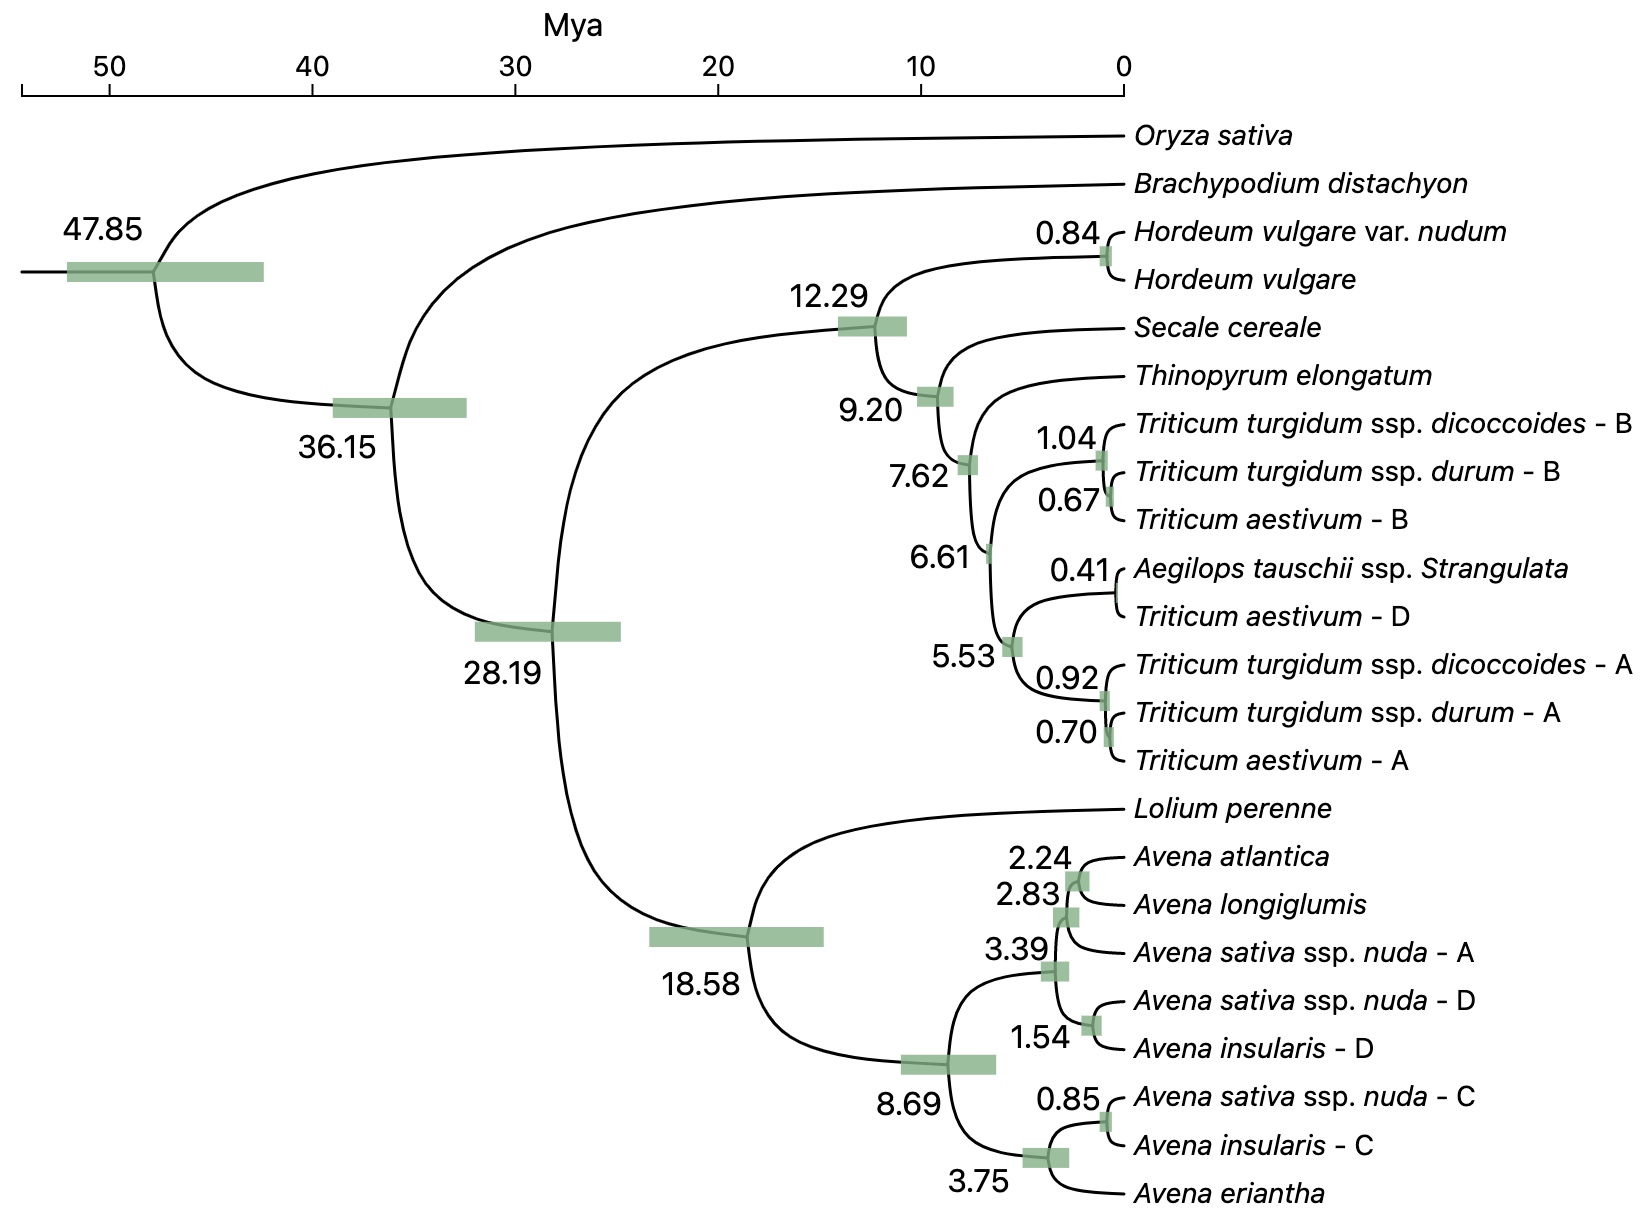 Mya
50 40 30 20 10 0
Oryza sativa
Brachypodium distachyon
47.85
0.84 Hordeum vulgare var. nudum
Hordeum vulgare
12.29
Secale cereale
Thinopyrum elongatum
9.20
Triticum turgidum ssp. dicoccoides - B
1.04
36.15
Triticum turgidum ssp. durum - B
7.62
0.67
Triticum aestivum - B
6.61
0.41 Aegilops tauschii ssp. Strangulata
Triticum aestivum - D
5.53
Triticum turgidum ssp. dicoccoides - A
28.19
0.92
Triticum turgidum ssp. durum - A
0.70
Triticum aestivum - A
Lolium perenne
2.24 Avena atlantica
2.83
Avena longiglumis
3.39 Avena sativa ssp. nuda - A
18.58
Avena sativa ssp. nuda - D
1.54
Avena insularis - D
8.69
0.85 Avena sativa ssp. nuda - C
Avena insularis - C
3.75
Avena eriantha